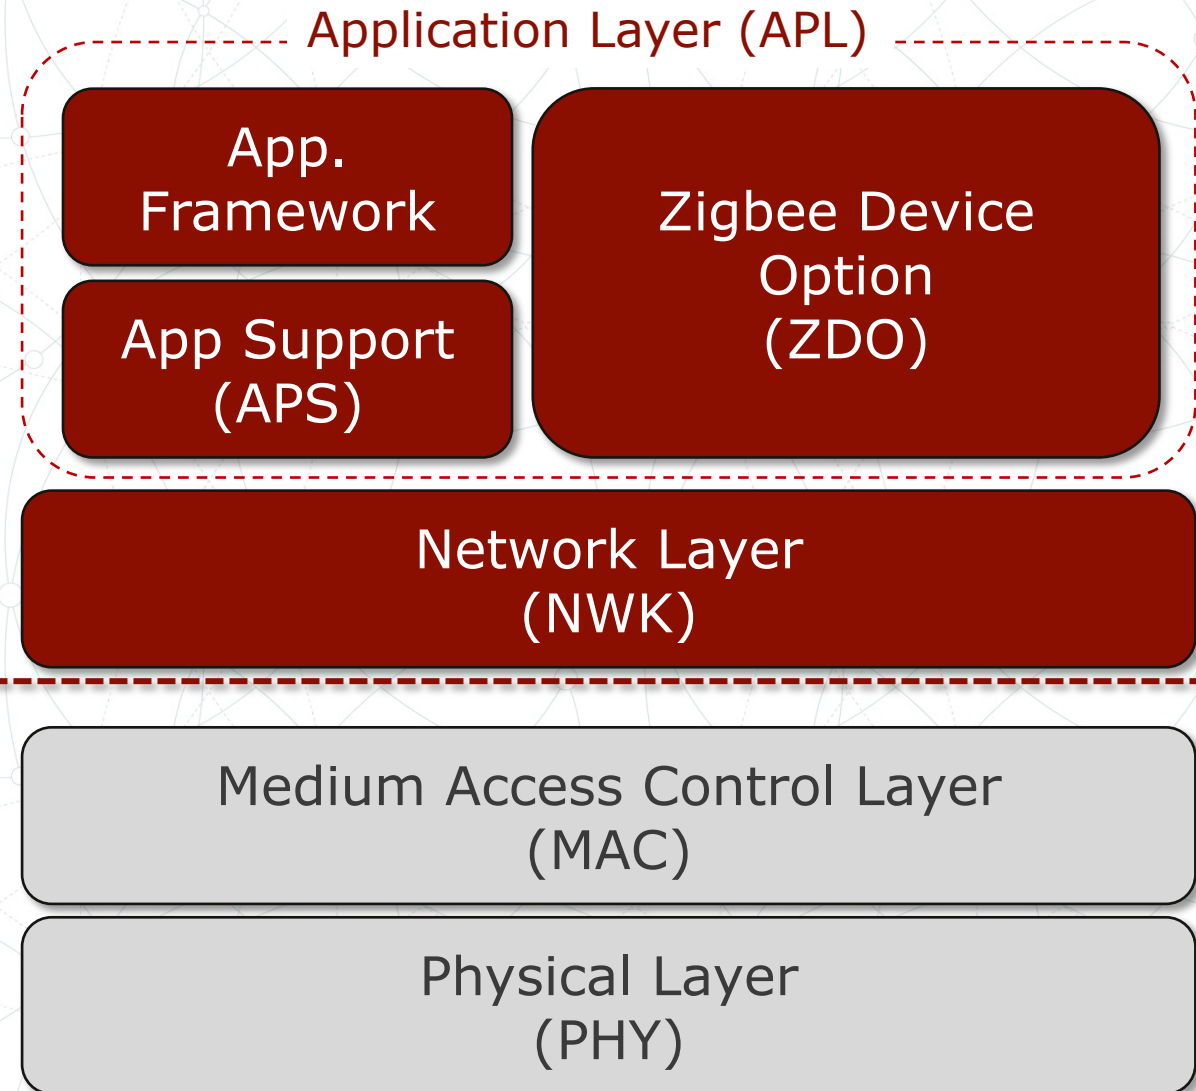 Application Layer (APL)
App.
Framework
Zigbee Device
Option
(ZDO)
App Support
(APS)
Network Layer
(NWK)
Medium Access Control Layer
(MAC)
Physical Layer
(PHY)